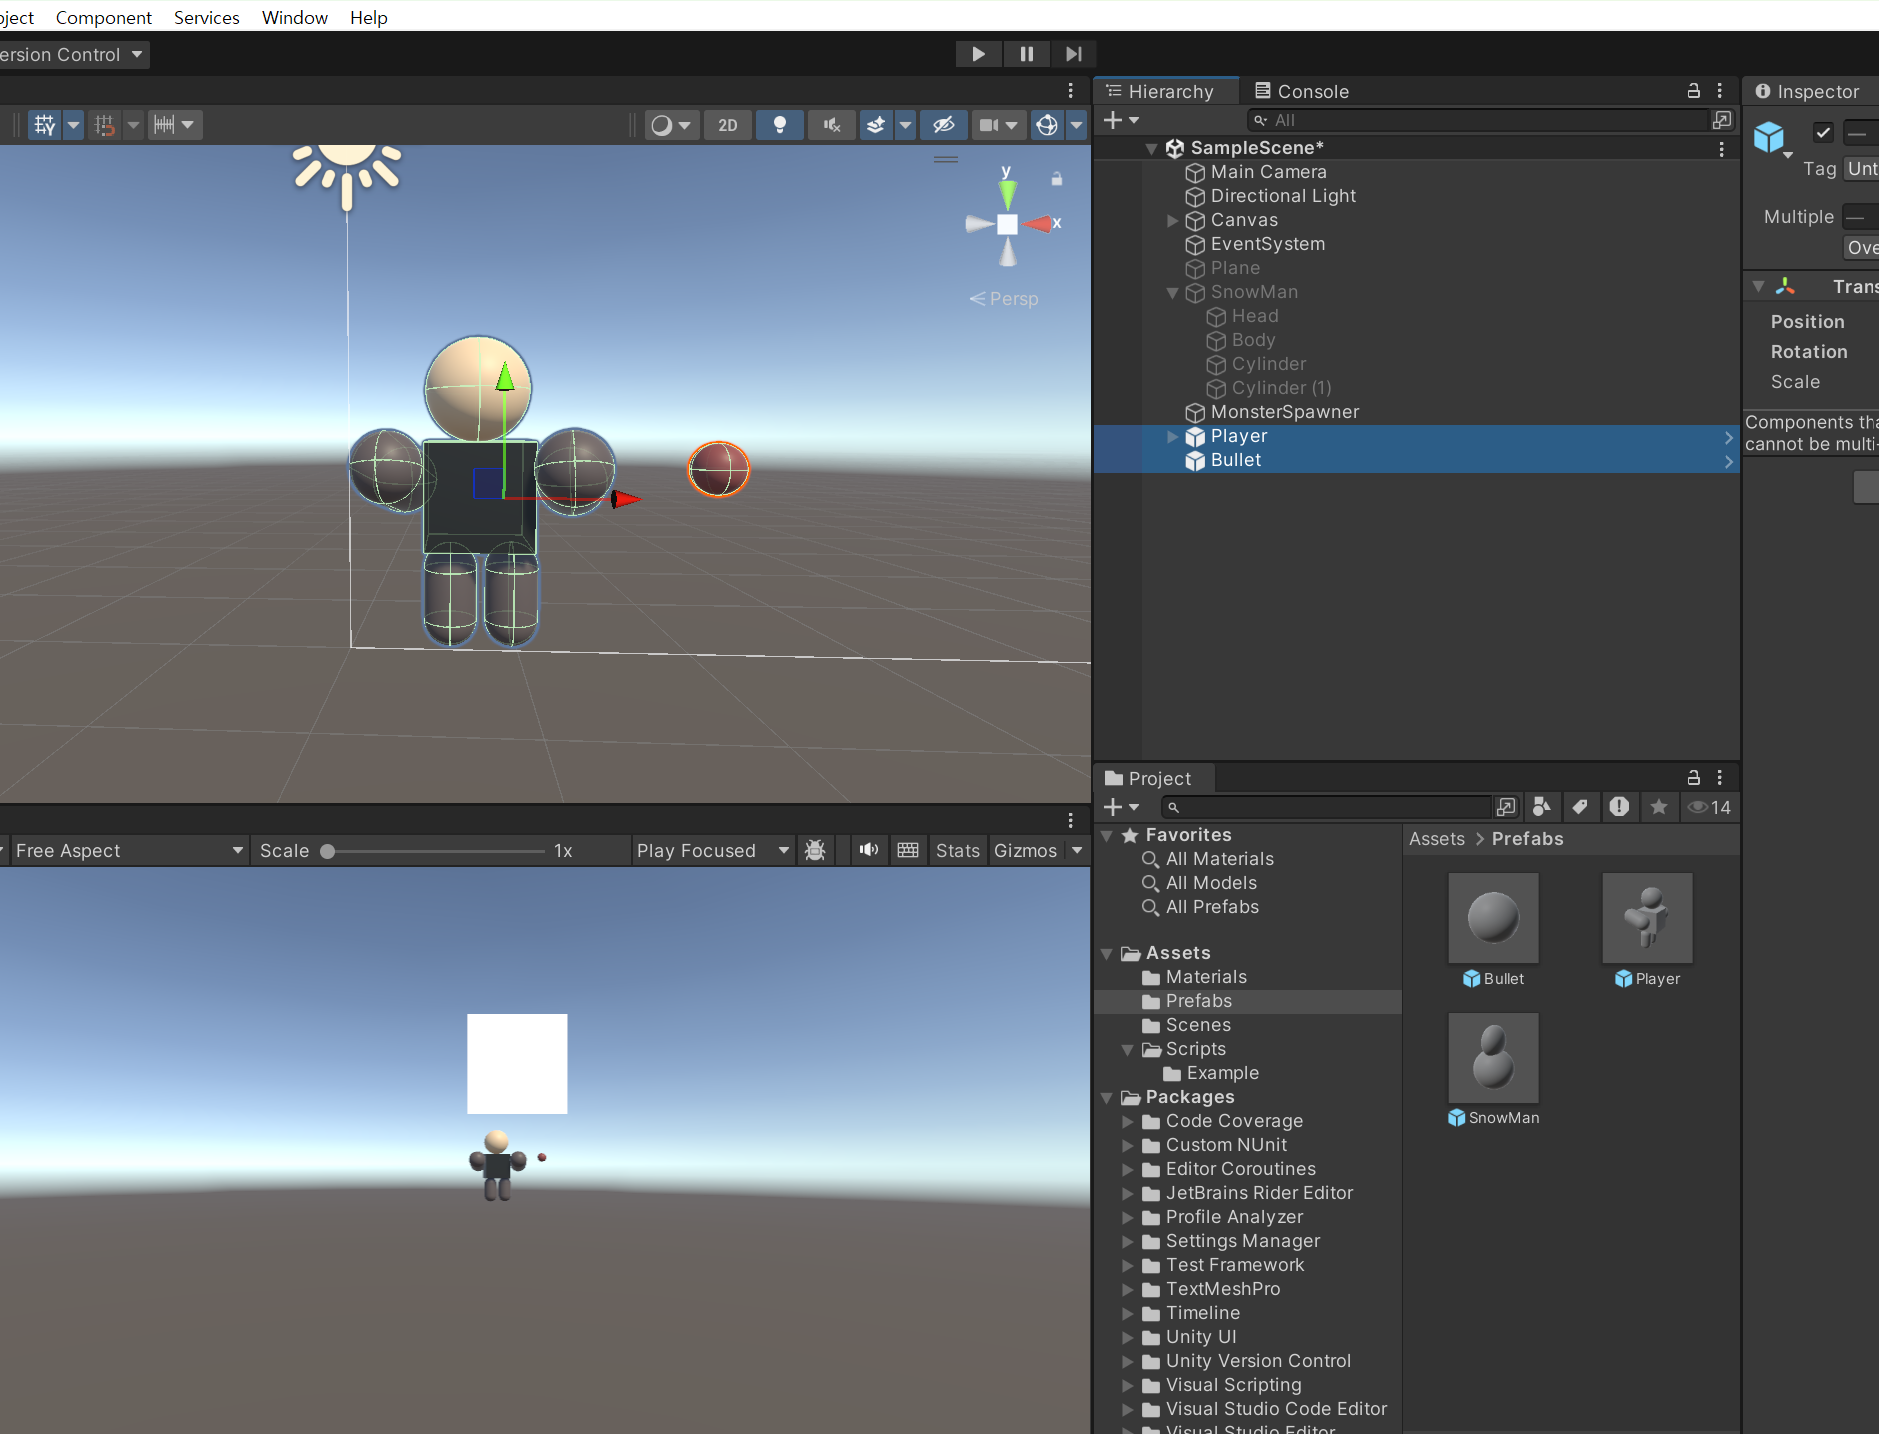 ject Component Services Window Help
ersion Control
2D
y
x
Persp
Free Aspect Scale 1x Play Focused Stats Gizmos
Hierarchy Console
All
SampleScene*
Main Camera
Directional Light
Canvas
EventSystem
Plane
SnowMan
Head
Body
Cylinder
Cylinder (1)
MonsterSpawner
Player
Bullet
Project
14
Favorites
All Materials
All Models
All Prefabs
Assets
Materials
Prefabs
Scenes
Scripts
Example
Packages
Code Coverage
Custom NUnit
Editor Coroutines
JetBrains Rider Editor
Profile Analyzer
Settings Manager
Test Framework
TextMeshPro
Timeline
Unity UI
Unity Version Control
Visual Scripting
Visual Studio Code Editor
Visual Studio Editor
Assets > Prefabs
Bullet Player
SnowMan
Inspector
Tag Unt
Multiple —
Ove
Trans
Position
Rotation
Scale
Components tha
cannot be multi-